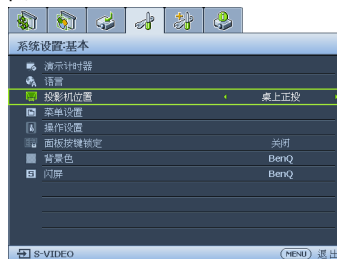 系统设置:基本
演示计时器
语言
投影机位置 桌上正投
菜单设置
操作设置
面板按键锁定 关闭
背景色 BenQ
闪屏 BenQ
S-VIDEO MENU 退出